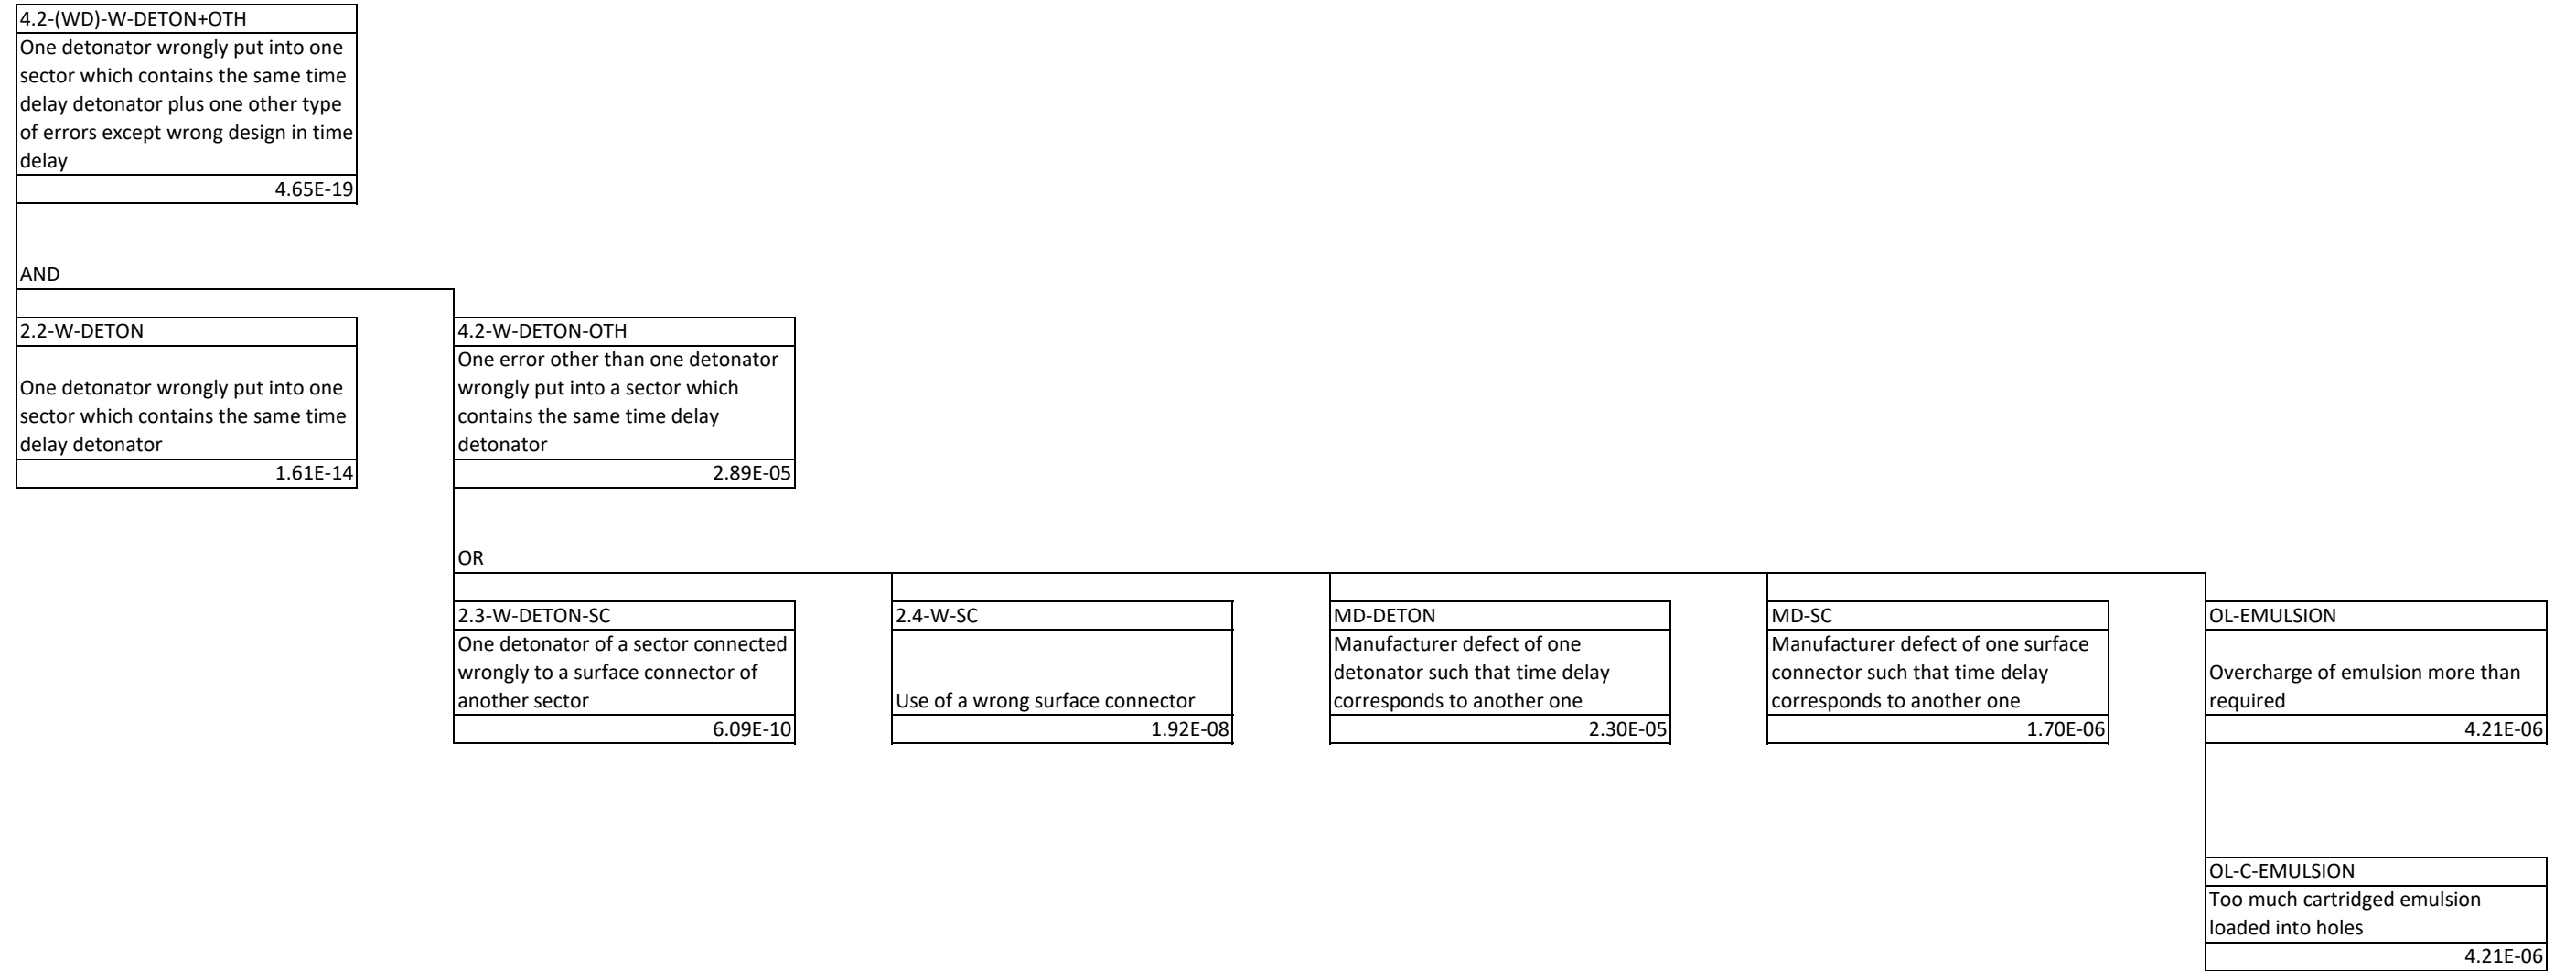 4.2-(WD)-W-DETON+OTH
One detonator wrongly put into one
sector which contains the same time
delay detonator plus one other type
of errors except wrong design in time
delay
4.65E-19
AND
2.2-W-DETON
One detonator wrongly put into one
sector which contains the same time
delay detonator
1.61E-14
4.2-W-DETON-OTH
One error other than one detonator
wrongly put into a sector which
contains the same time delay
detonator
2.89E-05
OR
2.3-W-DETON-SC
One detonator of a sector connected
wrongly to a surface connector of
another sector
6.09E-10
2.4-W-SC
Use of a wrong surface connector
1.92E-08
MD-DETON
Manufacturer defect of one
detonator such that time delay
corresponds to another one
2.30E-05
MD-SC
Manufacturer defect of one surface
connector such that time delay
corresponds to another one
1.70E-06
OL-EMULSION
Overcharge of emulsion more than
required
4.21E-06
OL-C-EMULSION
Too much cartridged emulsion
loaded into holes
4.21E-06